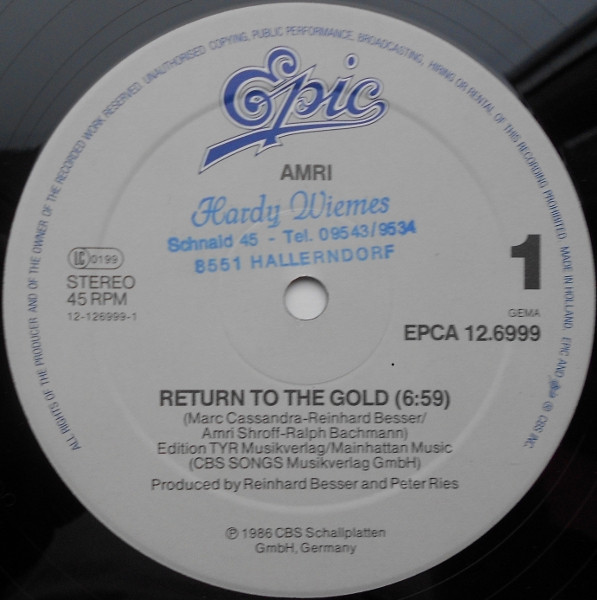 ALL RIGHTS OF THE PRODUCER AND OF THE OWNER OF THE RECORDED WORK RESERVED. UNAUTHORISED COPYING, PUBLIC PERFORMANCE, BROADCASTING, HIRING OR RENTAL OF THIS RECORDING PROHIBITED. MADE IN HOLLAND. EPIC AND Epic ® CBS INC.
Epic
AMRI
Hardy Wiemes
Schnaid 45 - Tel. 09543/9534
8551 HALLERNDORF
LC 0199
STEREO
45 RPM
12-126999-1
1
GEMA
EPCA 12.6999
RETURN TO THE GOLD (6:59)
(Marc Cassandra-Reinhard Besser/
Amri Shroff-Ralph Bachmann)
Edition TYR Musikverlag/Mainhattan Music
(CBS SONGS Musikverlag GmbH)
Produced by Reinhard Besser and Peter Ries
℗ 1986 CBS Schallplatten
GmbH, Germany